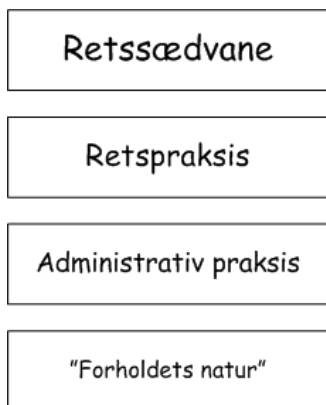 Retssædvane
Retspraksis
Administrativ praksis
”Forholdets natur”